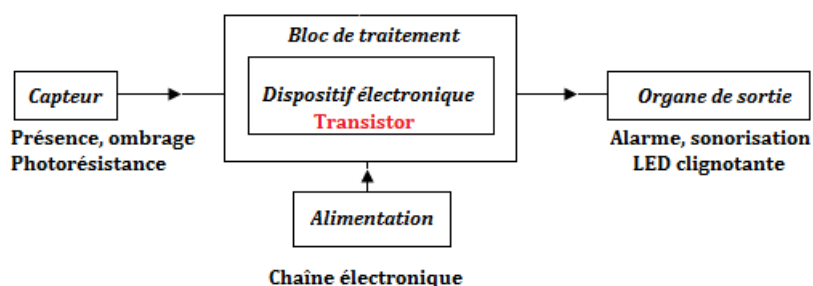 Bloc de traitement
Capteur
Dispositif électronique
Transistor
Organe de sortie
Présence, ombrage
Photorésistance
Alarme, sonorisation
LED clignotante
Alimentation
Chaîne électronique